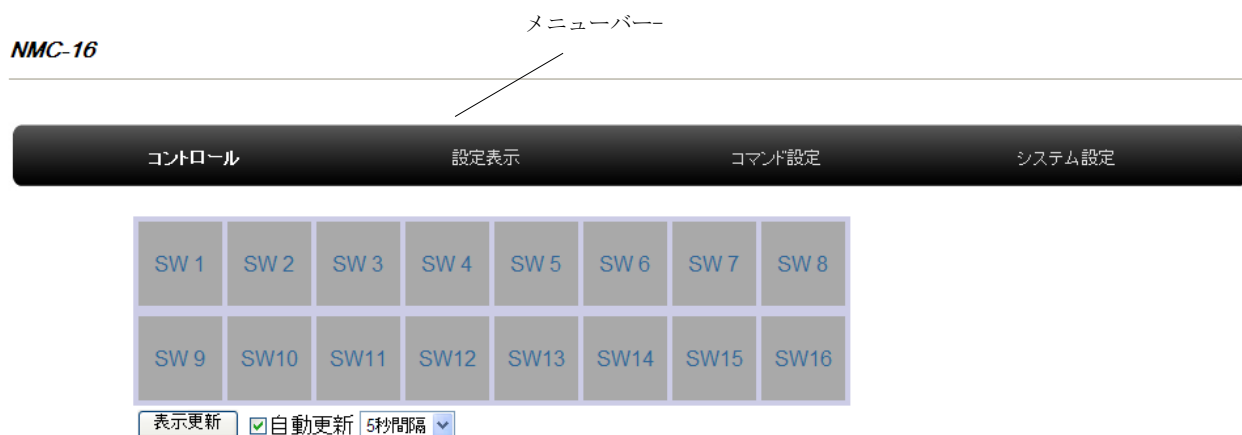 メニューバー–
NMC-16
コントロール 設定表示 コマンド設定 システム設定
SW 1 SW 2 SW 3 SW 4 SW 5 SW 6 SW 7 SW 8
SW 9 SW10 SW11 SW12 SW13 SW14 SW15 SW16
表示更新 自動更新 5秒間隔